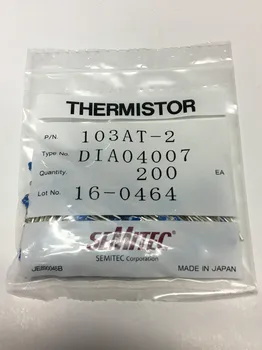 THERMISTOR
P/N. 103AT-2
Type No. DIA04007
Quantity. 200 EA
Lot No. 16-0464
SEMITEC
SEMITEC Corporation
MADE IN JAPAN